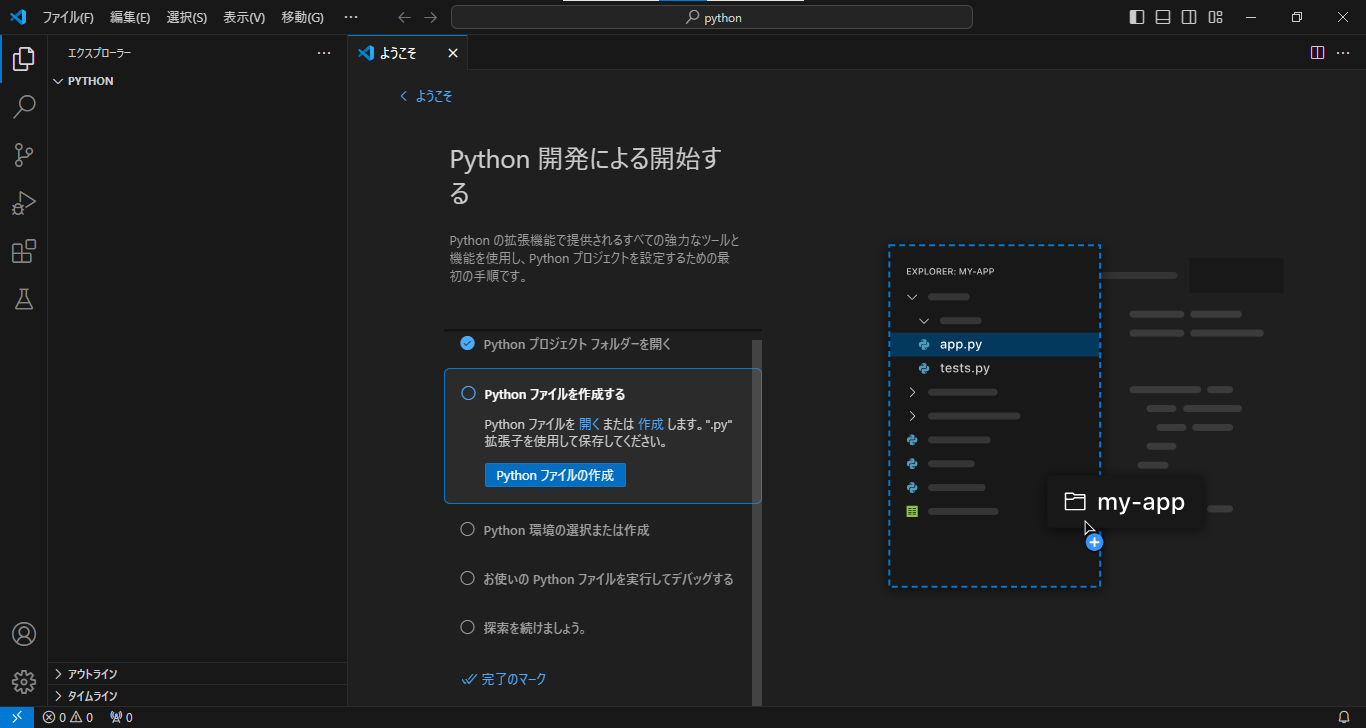 ファイル(F) 編集(E) 選択(S) 表示(V) 移動(G) … python
エクスプローラー
ようこそ
PYTHON
ようこそ
Python 開発による開始す
る
Python の拡張機能で提供されるすべての強力なツールと
機能を使用し、Python プロジェクトを設定するための最
初の手順です。
Python プロジェクト フォルダーを開く
Python ファイルを作成する
Python ファイルを 開く または 作成 します。".py"
拡張子を使用して保存してください。
Python ファイルの作成
Python 環境の選択または作成
お使いの Python ファイルを実行してデバッグする
探索を続けましょう。
完了のマーク
EXPLORER: MY-APP
app.py
tests.py
my-app
アウトライン
タイムライン
0 0 0